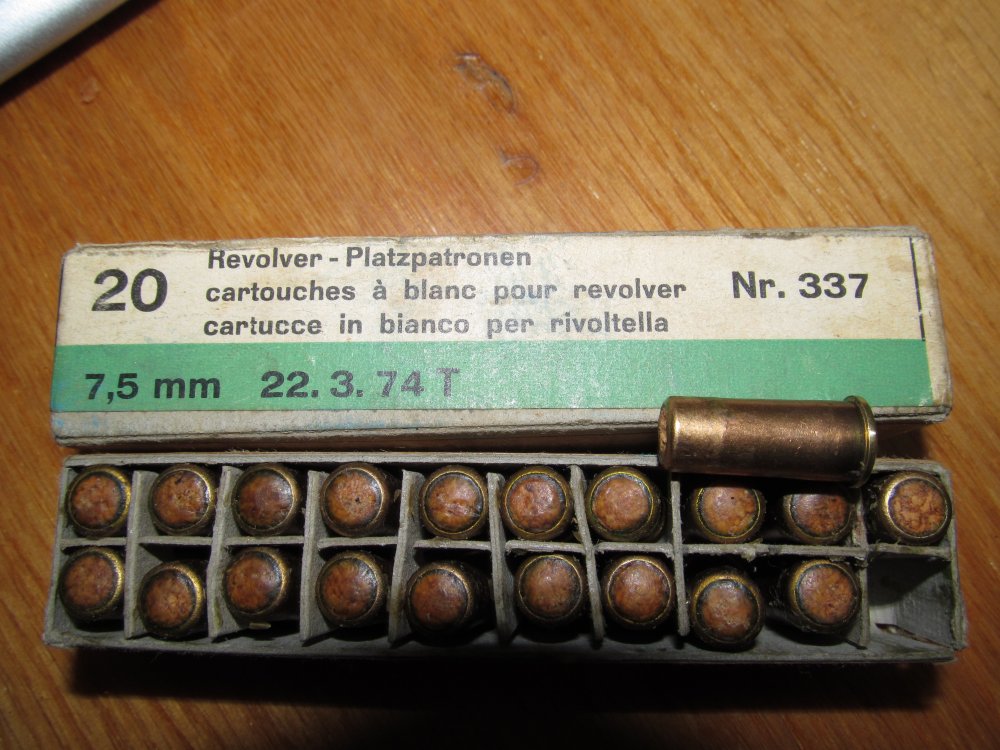 20
Revolver - Platzpatronen
cartouches à blanc pour revolver
cartucce in bianco per rivoltella
Nr. 337
7,5 mm 22. 3. 74 T